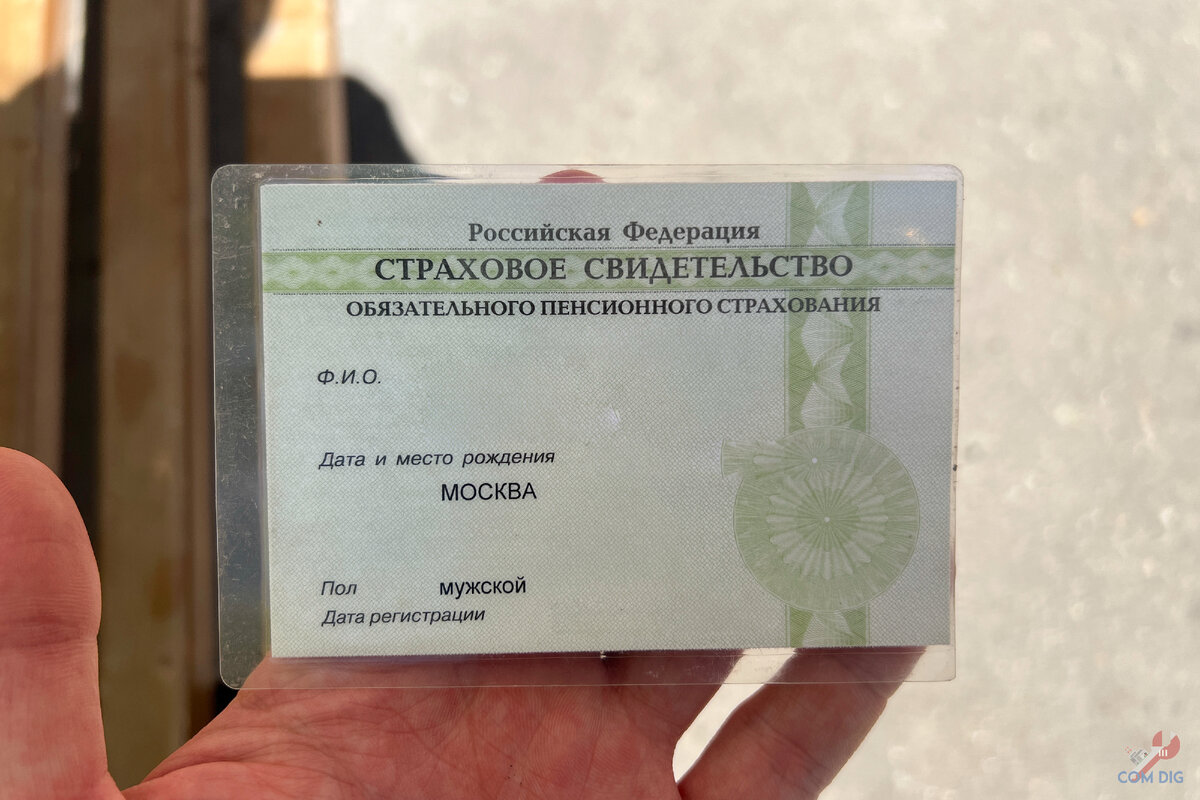 Российская Федерация
СТРАХОВОЕ СВИДЕТЕЛЬСТВО
ОБЯЗАТЕЛЬНОГО ПЕНСИОННОГО СТРАХОВАНИЯ
Ф.И.О.
Дата и место рождения
МОСКВА
Пол мужской
Дата регистрации
COM DIG